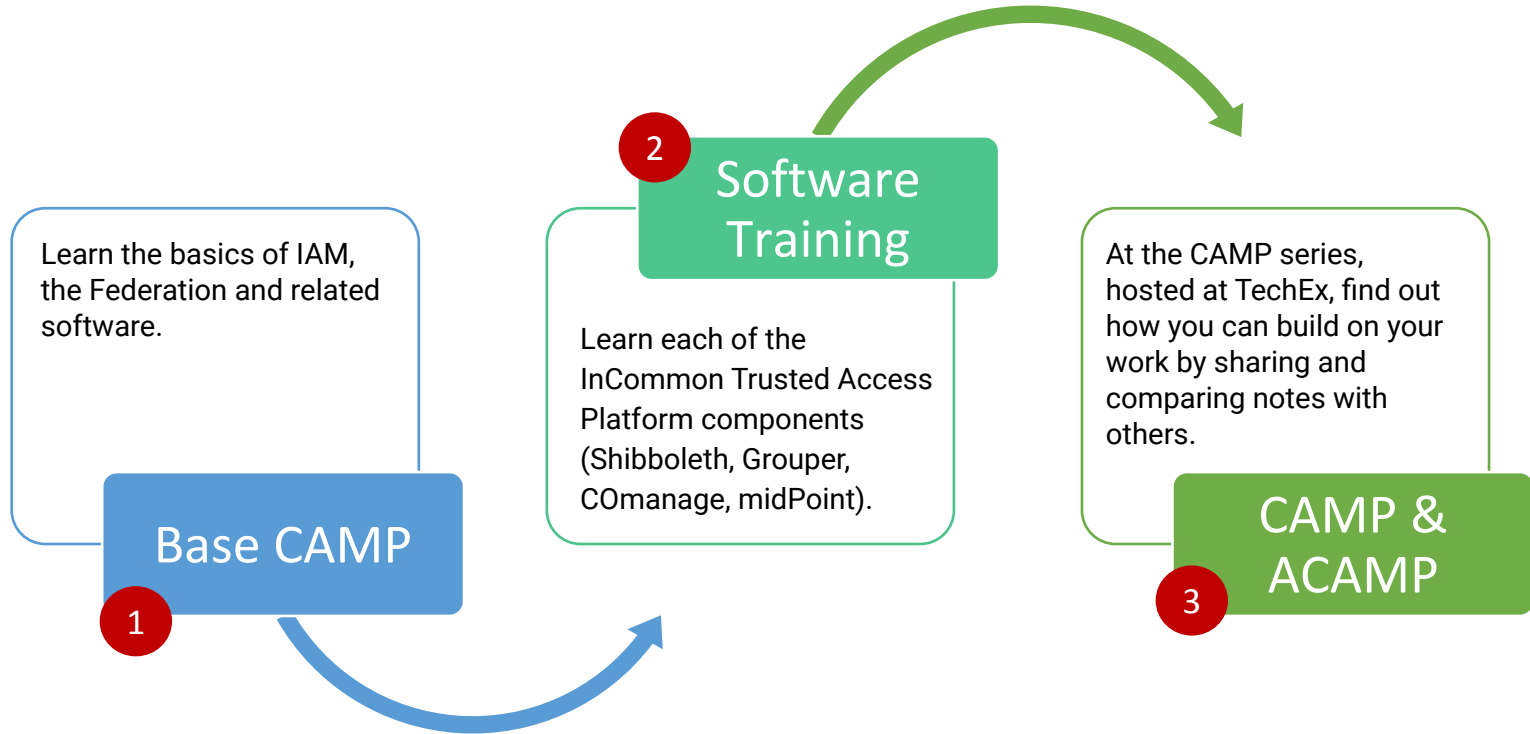 Learn the basics of IAM,
the Federation and related
software.
Base CAMP
1
2
Software
Training
Learn each of the
InCommon Trusted Access
Platform components
(Shibboleth, Grouper,
COmanage, midPoint).
At the CAMP series,
hosted at TechEx, find out
how you can build on your
work by sharing and
comparing notes with
others.
CAMP &
ACAMP
3